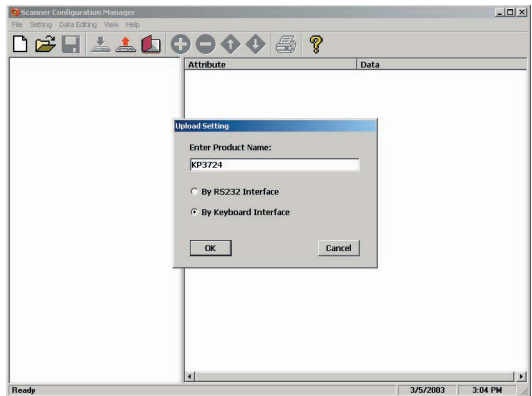 Scanner Configuration Manager
File Setting Data Editing View Help
Attribute Data
Upload Setting
Enter Product Name:
KP3724
By RS232 Interface
By Keyboard Interface
OK Cancel
Ready 3/5/2003 3:04 PM